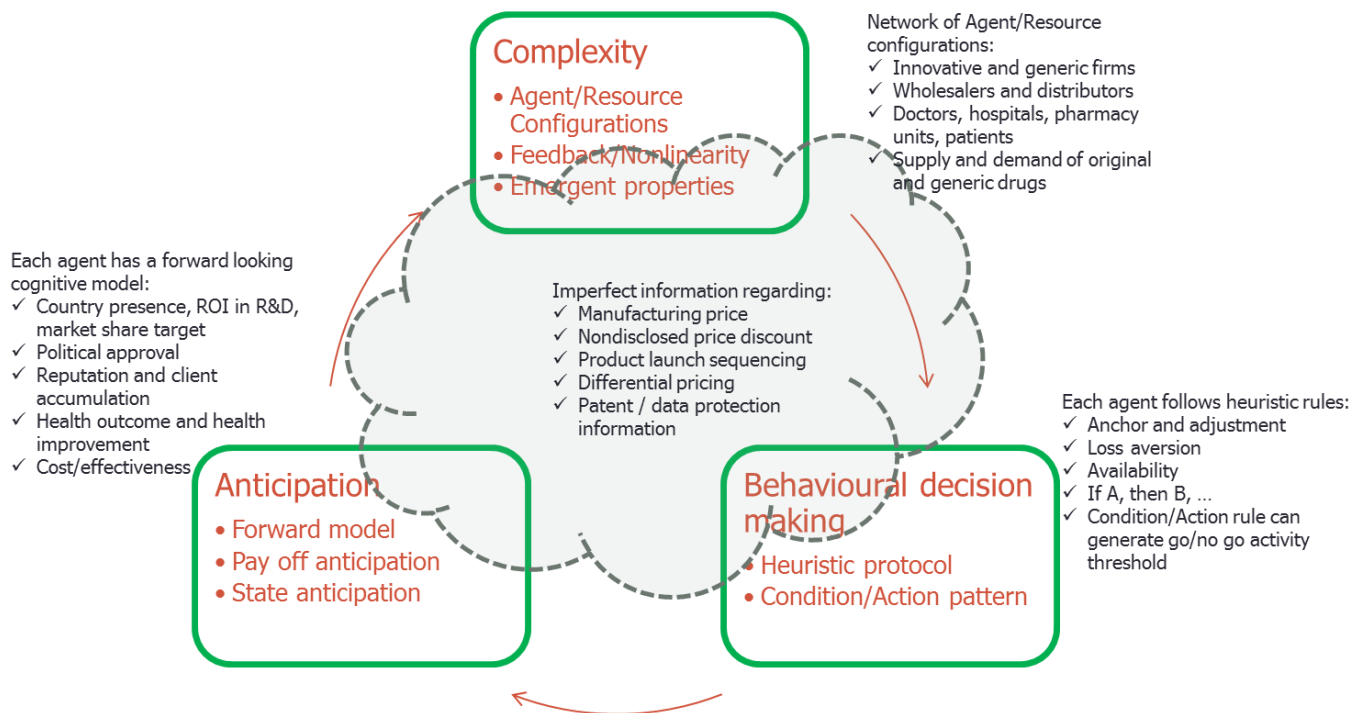 Complexity
• Agent/Resource
Configurations
• Feedback/Nonlinearity
• Emergent properties
Network of Agent/Resource
configurations:
✓ Innovative and generic firms
✓ Wholesalers and distributors
✓ Doctors, hospitals, pharmacy
units, patients
✓ Supply and demand of original
and generic drugs
Each agent has a forward looking
cognitive model:
✓ Country presence, ROI in R&D,
market share target
✓ Political approval
✓ Reputation and client
accumulation
✓ Health outcome and health
improvement
✓ Cost/effectiveness
Imperfect information regarding:
✓ Manufacturing price
✓ Nondisclosed price discount
✓ Product launch sequencing
✓ Differential pricing
✓ Patent / data protection
information
Each agent follows heuristic rules:
✓ Anchor and adjustment
✓ Loss aversion
✓ Availability
✓ If A, then B, ...
✓ Condition/Action rule can
generate go/no go activity
threshold
Anticipation
• Forward model
• Pay off anticipation
• State anticipation
Behavioural decision
making
• Heuristic protocol
• Condition/Action pattern